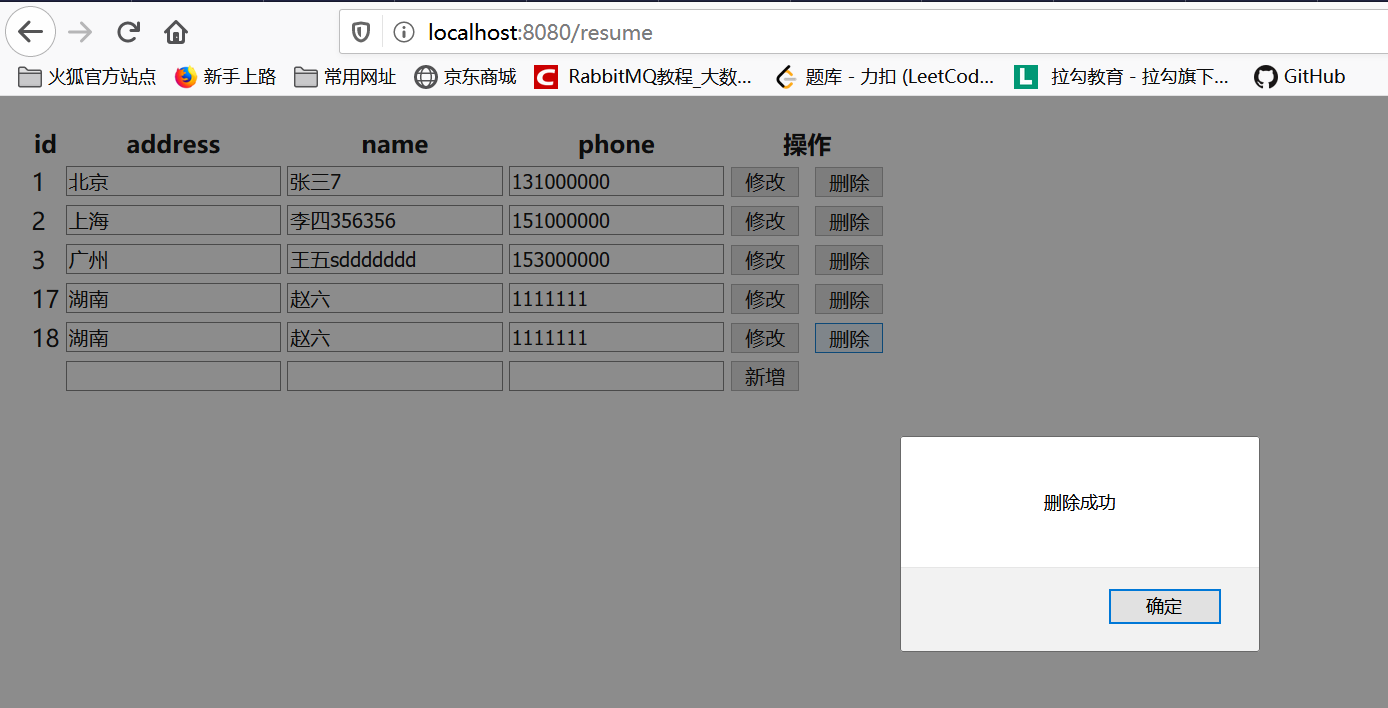 localhost:8080/resume
火狐官方站点 新手上路 常用网址 京东商城 RabbitMQ教程_大数... 题库 - 力扣 (LeetCod... 拉勾教育 - 拉勾旗下... GitHub
id address name phone 操作
1 北京 张三7 131000000 修改 删除
2 上海 李四356356 151000000 修改 删除
3 广州 王五sddddddd 153000000 修改 删除
17 湖南 赵六 1111111 修改 删除
18 湖南 赵六 1111111 修改 删除
新增
删除成功
确定